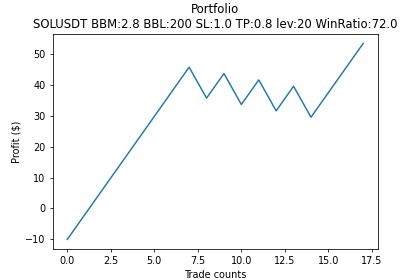 Portfolio
SOLUSDT BBM:2.8 BBL:200 SL:1.0 TP:0.8 lev:20 WinRatio:72.0
50
40
30
20
10
0
−10
Profit ($)
0.0 2.5 5.0 7.5 10.0 12.5 15.0 17.5
Trade counts